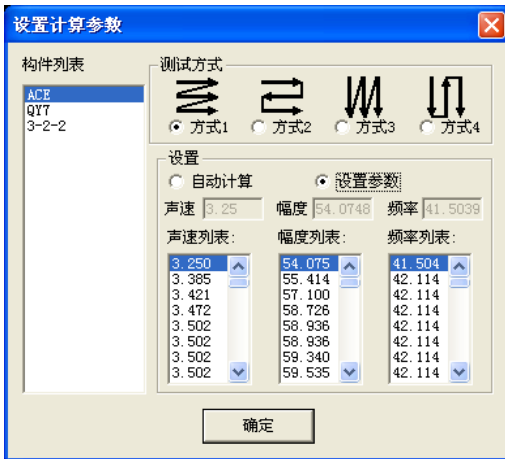 设置计算参数
构件列表
ACE
QY7
3-2-2
测试方式
方式1 方式2 方式3 方式4
设置
自动计算 设置参数
声速 3.25 幅度 54.0748 频率 41.5039
声速列表: 幅度列表: 频率列表:
3.250 54.075 41.504
3.385 55.414 42.114
3.421 57.100 42.114
3.472 58.726 42.114
3.502 58.936 42.114
3.502 58.936 42.114
3.502 59.340 42.114
3.502 59.535 42.114
确定